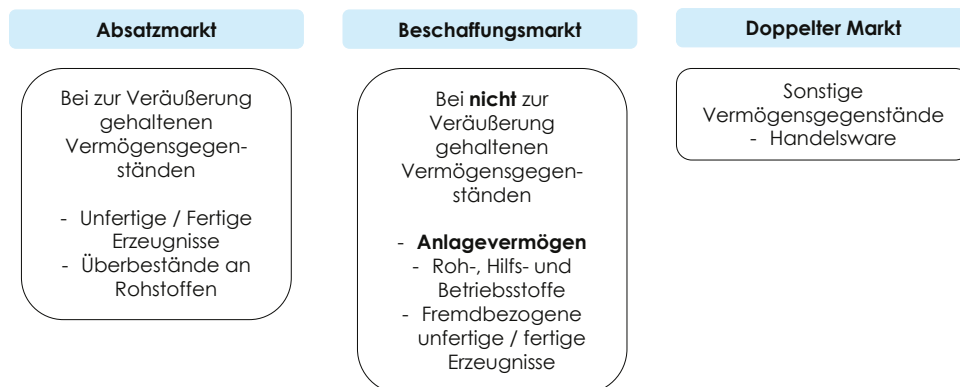 Absatzmarkt
Bei zur Veräußerung
gehaltenen
Vermögensgegen-
ständen
- Unfertige / Fertige
Erzeugnisse
- Überbestände an
Rohstoffen
Beschaffungsmarkt
Bei nicht zur
Veräußerung
gehaltenen
Vermögensgegen-
ständen
- Anlagevermögen
- Roh-, Hilfs- und
Betriebsstoffe
- Fremdbezogene
unfertige / fertige
Erzeugnisse
Doppelter Markt
Sonstige
Vermögensgegenstände
- Handelsware